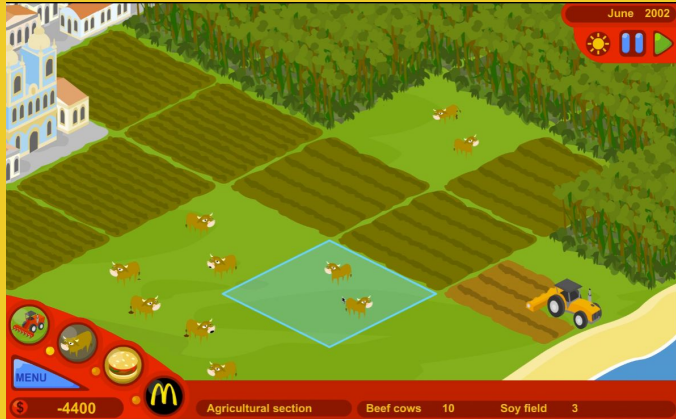 June 2002
MENU
-4400
Agricultural section
Beef cows 10
Soy field 3